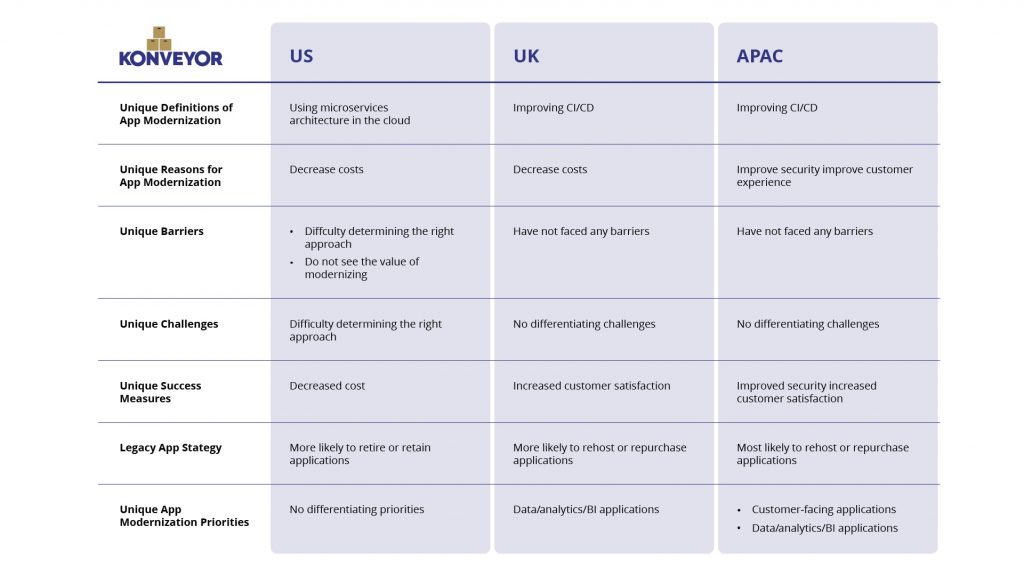 KONVEYOR
US
UK
APAC
Unique Definitions of
App Modernization
Using microservices
architecture in the cloud
Improving CI/CD
Improving CI/CD
Unique Reasons for
App Modernization
Decrease costs
Decrease costs
Improve security improve customer
experience
Unique Barriers
• Diffculty determining the right
approach
• Do not see the value of
modernizing
Have not faced any barriers
Have not faced any barriers
Unique Challenges
Difficulty determining the right
approach
No differentiating challenges
No differentiating challenges
Unique Success
Measures
Decreased cost
Increased customer satisfaction
Improved security increased
customer satisfaction
Legacy App Stategy
More likely to retire or retain
applications
More likely to rehost or repurchase
applications
Most likely to rehost or repurchase
applications
Unique App
Modernization Priorities
No differentiating priorities
Data/analytics/BI applications
• Customer-facing applications
• Data/analytics/BI applications